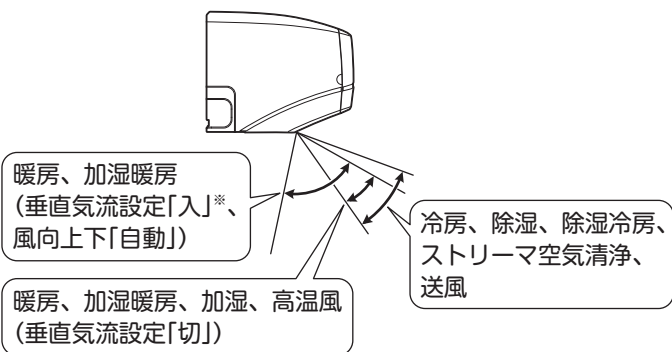 暖房、加湿暖房
（垂直気流設定「入」※、
風向上下「自動」）
冷房、除湿、除湿冷房、
ストリーマ空気清浄、
送風
暖房、加湿暖房、加湿、高温風
（垂直気流設定「切」）